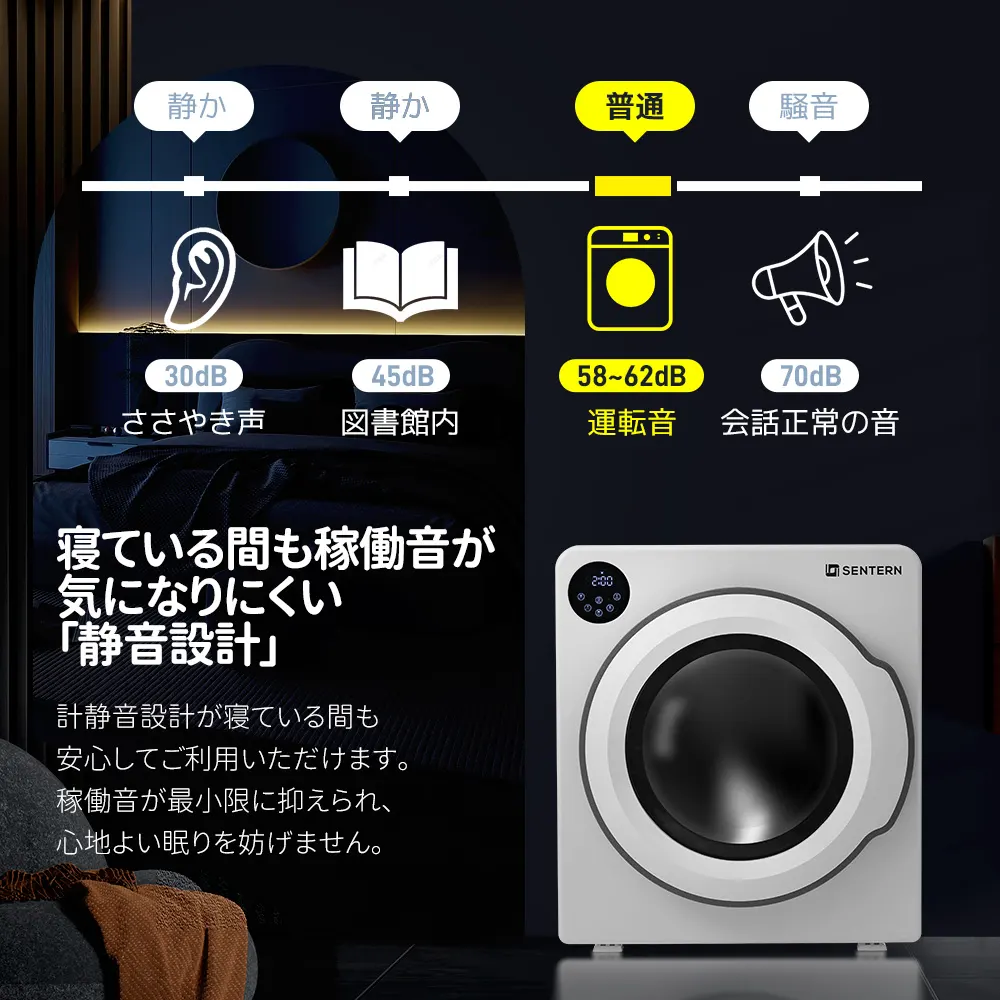 静か
静か
普通
騒音
30dB
45dB
58~62dB
70dB
ささやき声
図書館内
運転音
会話正常の音
寝ている間も稼働音が
気になりにくい
「静音設計」
SENTERN
2:00
計静音設計が寝ている間も
安心してご利用いただけます。
稼働音が最小限に抑えられ、
心地よい眠りを妨げません。